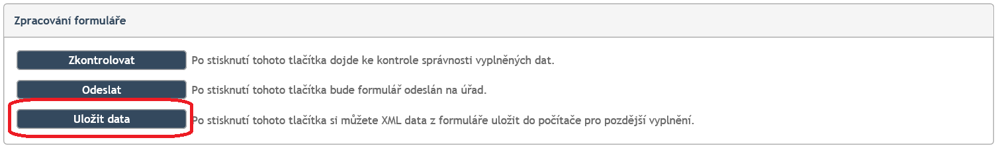 Zpracování formuláře
Zkontrolovat Po stisknutí tohoto tlačítka dojde ke kontrole správnosti vyplněných dat.
Odeslat Po stisknutí tohoto tlačítka bude formulář odeslán na úřad.
Uložit data Po stisknutí tohoto tlačítka si můžete XML data z formuláře uložit do počítače pro pozdější vyplnění.